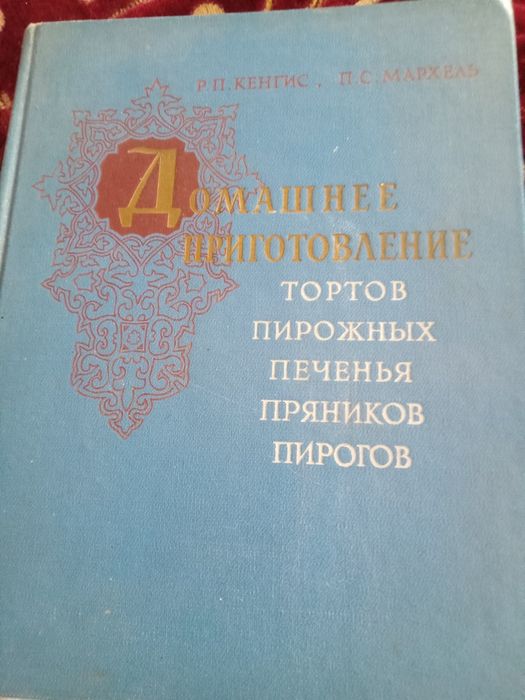 Р.П.КЕНГИС, П.С.МАРХЕЛЬ
ДОМАШНЕЕ
ПРИГОТОВЛЕНИЕ
ТОРТОВ
ПИРОЖНЫХ
ПЕЧЕНЬЯ
ПРЯНИКОВ
ПИРОГОВ